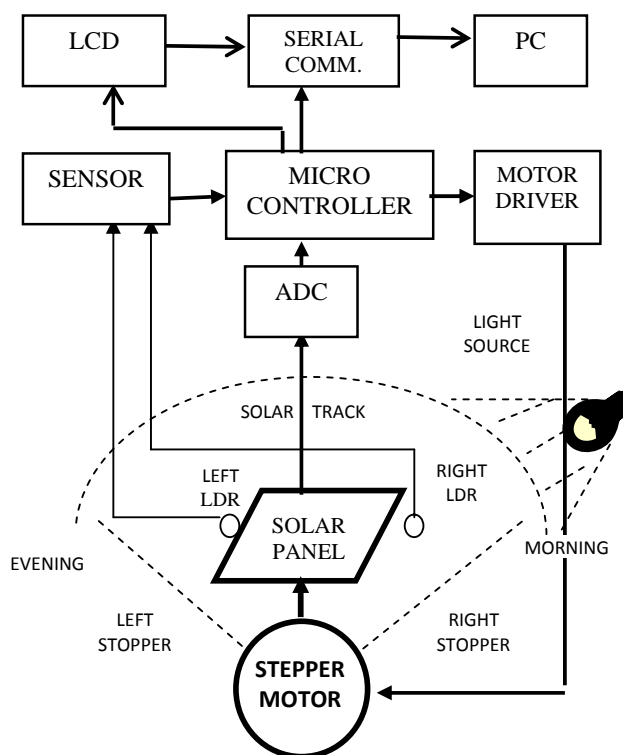 LCD
SERIAL
COMM.
PC
SENSOR
MICRO
CONTROLLER
MOTOR
DRIVER
ADC
LIGHT
SOURCE
SOLAR TRACK
LEFT
LDR
RIGHT
LDR
SOLAR
PANEL
EVENING
MORNING
LEFT
STOPPER
RIGHT
STOPPER
STEPPER
MOTOR